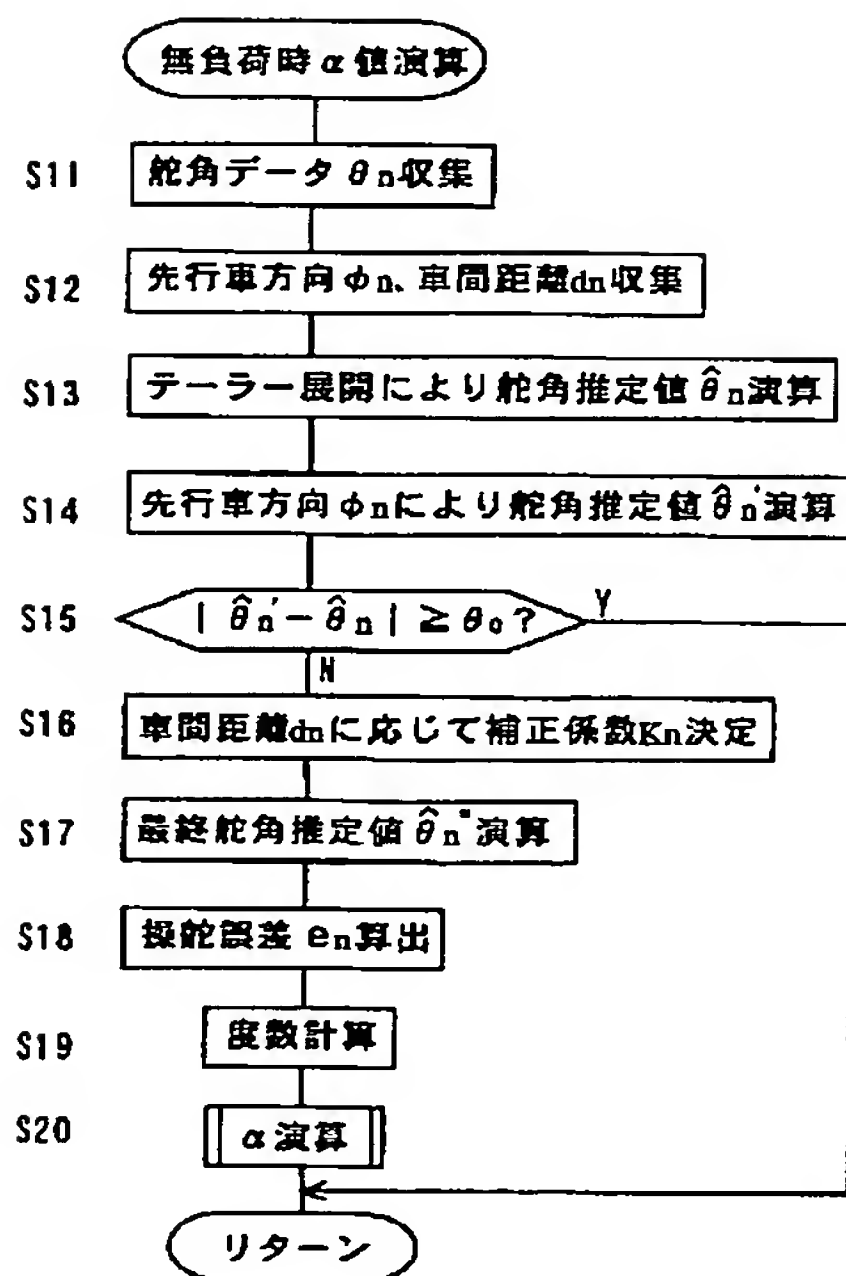 無負荷時α値演算
S11 舵角データθn収集
S12 先行車方向φn、車間距離dn収集
S13 テーラー展開により舵角推定値θ̂n演算
S14 先行車方向φnにより舵角推定値θ̂n'演算
S15 | θ̂n' − θ̂n | ≥ θ0 ? Y
N
S16 車間距離dnに応じて補正係数Kn決定
S17 最終舵角推定値θ̂n"演算
S18 操舵誤差en算出
S19 度数計算
S20 α演算
リターン